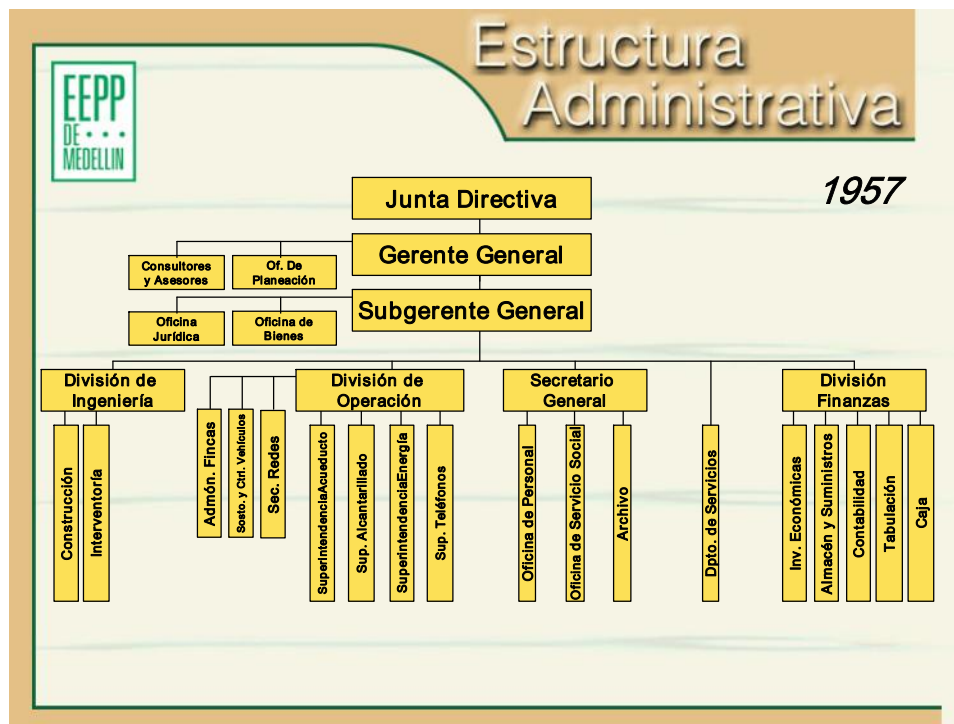 Estructura
Administrativa
EEPP
DE
MEDELLIN
1957
Junta Directiva
Gerente General
Consultores
y Asesores
Of. De
Planeación
Subgerente General
Oficina
Jurídica
Oficina de
Bienes
División de
Ingeniería
División de
Operación
Secretario
General
División
Finanzas
Construcción
Interventoría
Admón. Fincas
Sosto. y Ctrl. Vehículos
Sec. Redes
SuperintendenciaAcueducto
Sup. Alcantarillado
SuperintendenciaEnergía
Sup. Teléfonos
Oficina de Personal
Oficina de Servicio Social
Archivo
Dpto. de Servicios
Inv. Económicas
Almacén y Suministros
Contabilidad
Tabulación
Caja